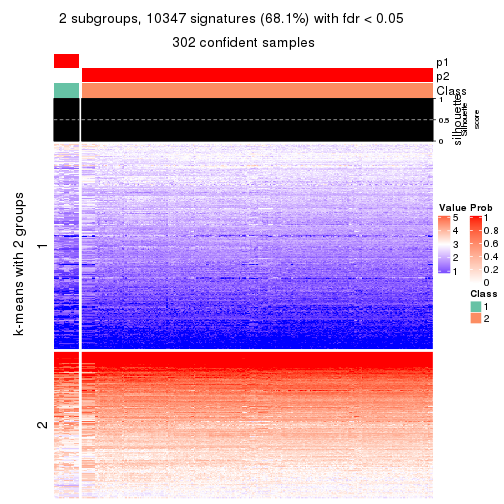 2 subgroups, 10347 signatures (68.1%) with fdr < 0.05
302 confident samples
p1
p2
Class
1
0.5
0
silhouette
Silhouette
score
k-means with 2 groups
1
2
Value
5
4
3
2
1
Prob
1
0.8
0.6
0.4
0.2
0
Class
1
2